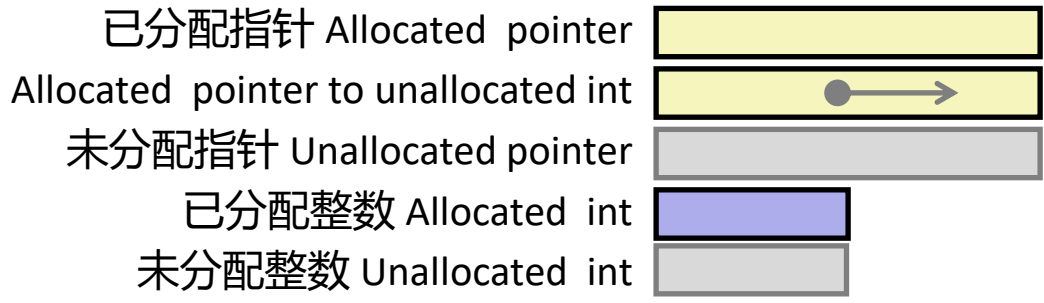 已分配指针 Allocated pointer
Allocated pointer to unallocated int
未分配指针 Unallocated pointer
已分配整数 Allocated int
未分配整数 Unallocated int